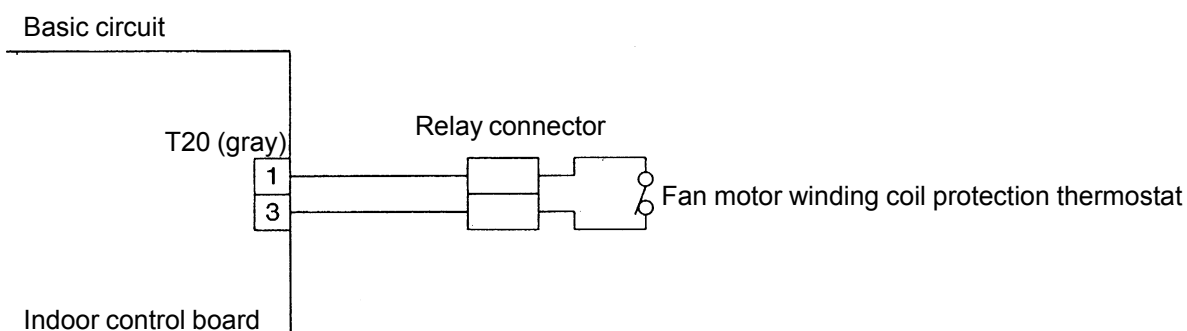 Basic circuit
T20 (gray)
Relay connector
1
3
Fan motor winding coil protection thermostat
Indoor control board